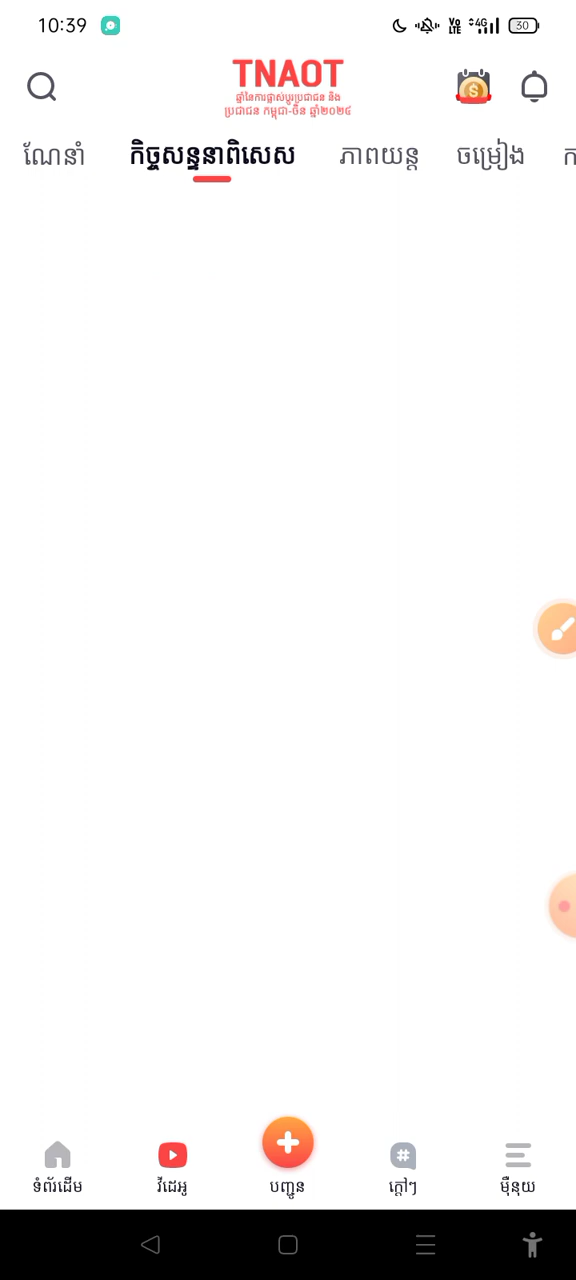 10:39
VO LTE
4G
30
TNAOT
ឆ្នាំនៃការផ្លាស់ប្តូរប្រជាជន និង
ប្រជាជន កម្ពុជា-ចិន ឆ្នាំ២០២៤
ណែនាំ
កិច្ចសន្ទនាពិសេស
ភាពយន្ត
ចម្រៀង
ទំព័រដើម
វីដេអូ
បញ្ជូន
ក្តៅៗ
ម៉ឺនុយ